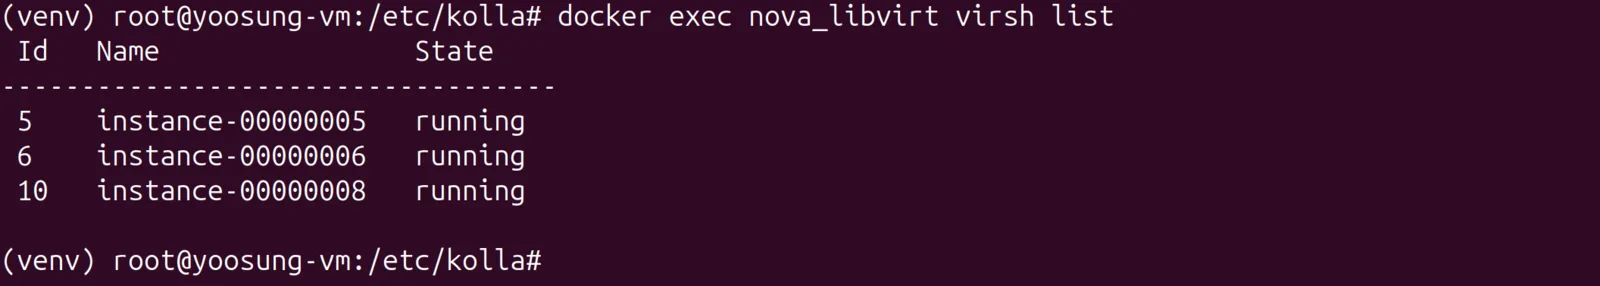 (venv) root@yoosung-vm:/etc/kolla# docker exec nova_libvirt virsh list
 Id   Name                State
-----------------------------------
 5    instance-00000005   running
 6    instance-00000006   running
 10   instance-00000008   running
(venv) root@yoosung-vm:/etc/kolla#